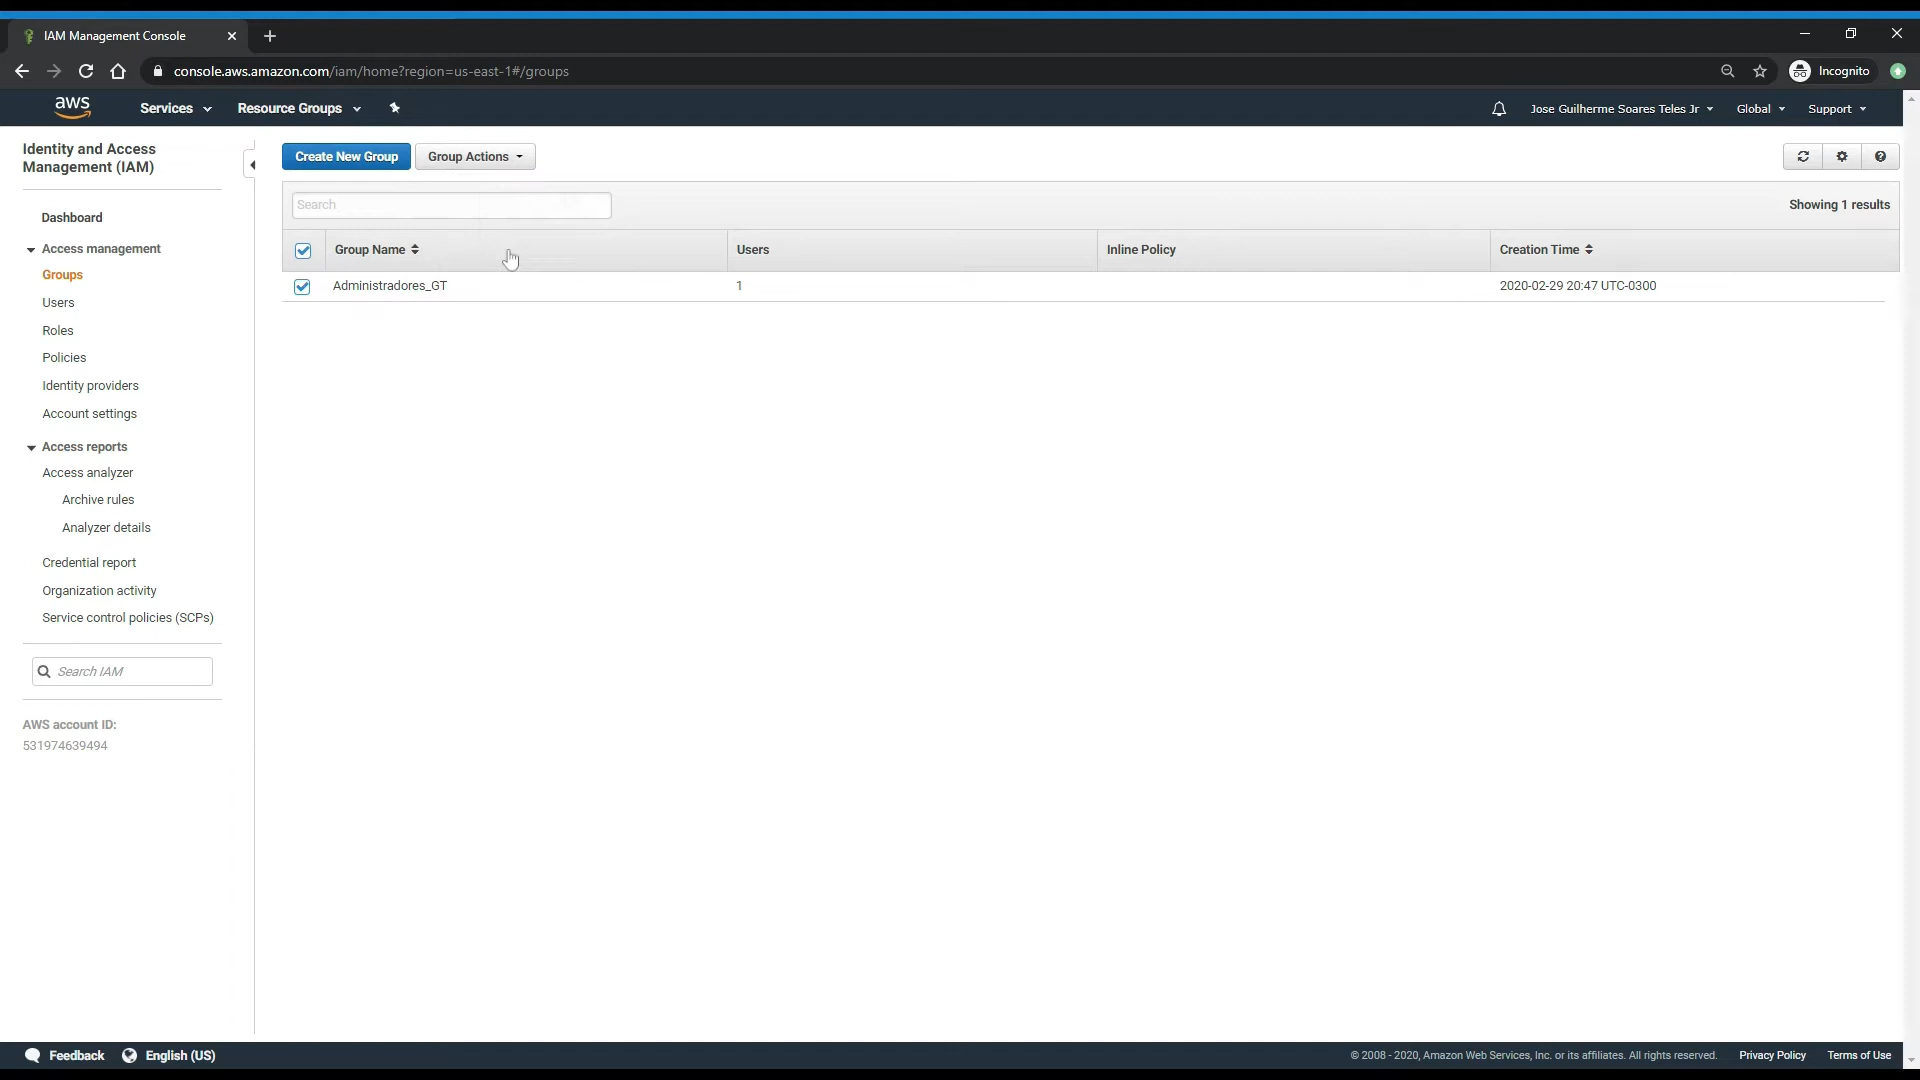 IAM Management Console
console.aws.amazon.com/iam/home?region=us-east-1#/groups
Incognito
aws
Services
Resource Groups
Jose Guilherme Soares Teles Jr
Global
Support
Identity and Access
Management (IAM)
Dashboard
Access management
Groups
Users
Roles
Policies
Identity providers
Account settings
Access reports
Access analyzer
Archive rules
Analyzer details
Credential report
Organization activity
Service control policies (SCPs)
Search IAM
AWS account ID:
531974639494
Create New Group
Group Actions
Search
Showing 1 results
Group Name
Users
Inline Policy
Creation Time
Administradores_GT
1
2020-02-29 20:47 UTC-0300
Feedback
English (US)
© 2008 - 2020, Amazon Web Services, Inc. or its affiliates. All rights reserved.
Privacy Policy
Terms of Use